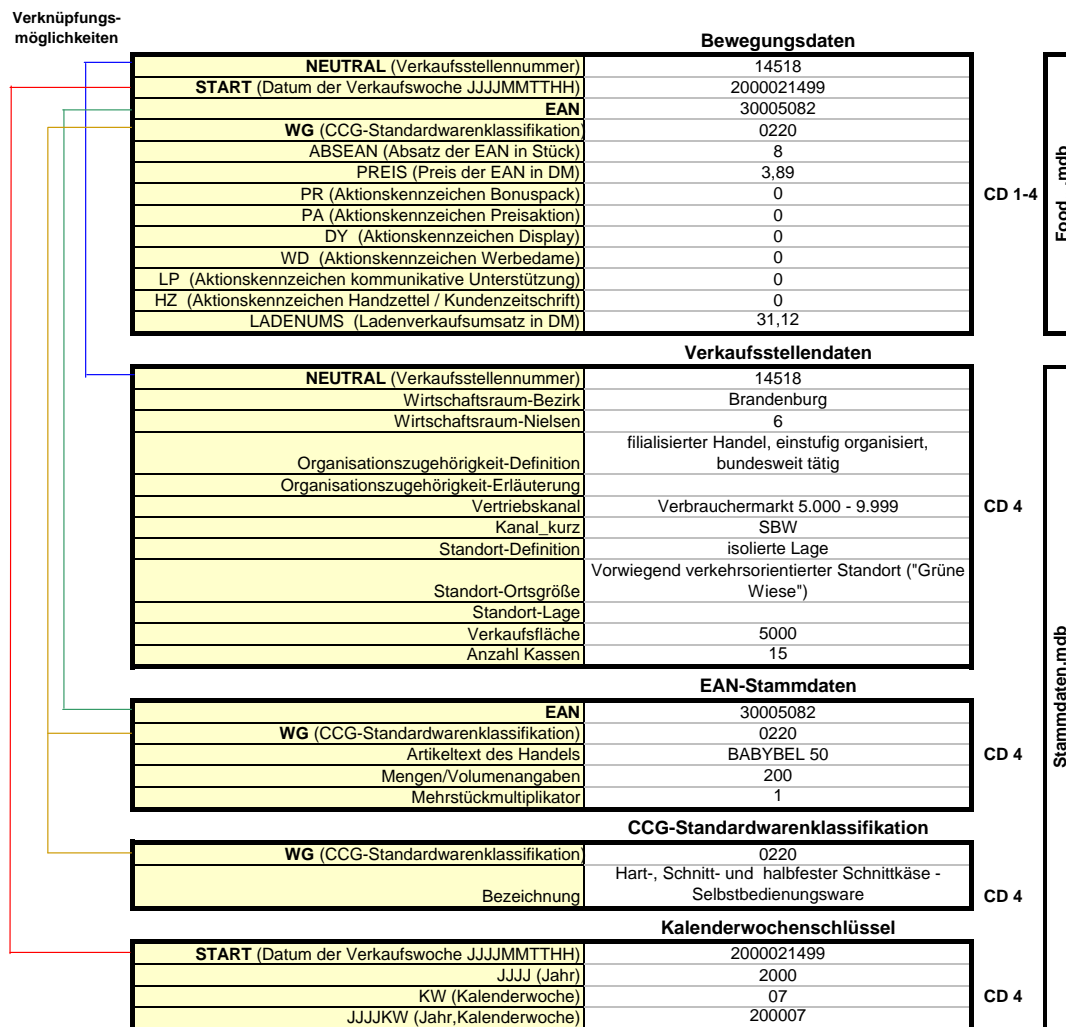 Verknüpfungs-
möglichkeiten
Bewegungsdaten
NEUTRAL (Verkaufsstellennummer) 14518
START (Datum der Verkaufswoche JJJJMMTTHH) 2000021499
EAN 30005082
WG (CCG-Standardwarenklassifikation) 0220
ABSEAN (Absatz der EAN in Stück) 8
PREIS (Preis der EAN in DM) 3,89
PR (Aktionskennzeichen Bonuspack) 0
PA (Aktionskennzeichen Preisaktion) 0
DY (Aktionskennzeichen Display) 0
WD (Aktionskennzeichen Werbedame) 0
LP (Aktionskennzeichen kommunikative Unterstützung) 0
HZ (Aktionskennzeichen Handzettel / Kundenzeitschrift) 0
LADENUMS (Ladenverkaufsumsatz in DM) 31,12
CD 1-4
Food_.mdb
Verkaufsstellendaten
NEUTRAL (Verkaufsstellennummer) 14518
Wirtschaftsraum-Bezirk Brandenburg
Wirtschaftsraum-Nielsen 6
filialisierter Handel, einstufig organisiert,
Organisationszugehörigkeit-Definition bundesweit tätig
Organisationszugehörigkeit-Erläuterung
Vertriebskanal Verbrauchermarkt 5.000 - 9.999
CD 4
Kanal_kurz SBW
Standort-Definition isolierte Lage
Vorwiegend verkehrsorientierter Standort ("Grüne
Standort-Ortsgröße Wiese")
Standort-Lage
Verkaufsfläche 5000
Anzahl Kassen 15
Stammdaten.mdb
EAN-Stammdaten
EAN 30005082
WG (CCG-Standardwarenklassifikation) 0220
Artikeltext des Handels BABYBEL 50
CD 4
Mengen/Volumenangaben 200
Mehrstückmultiplikator 1
CCG-Standardwarenklassifikation
WG (CCG-Standardwarenklassifikation) 0220
Hart-, Schnitt- und halbfester Schnittkäse -
Bezeichnung Selbstbedienungsware
CD 4
Kalenderwochenschlüssel
START (Datum der Verkaufswoche JJJJMMTTHH) 2000021499
JJJJ (Jahr) 2000
KW (Kalenderwoche) 07
CD 4
JJJJKW (Jahr,Kalenderwoche) 200007